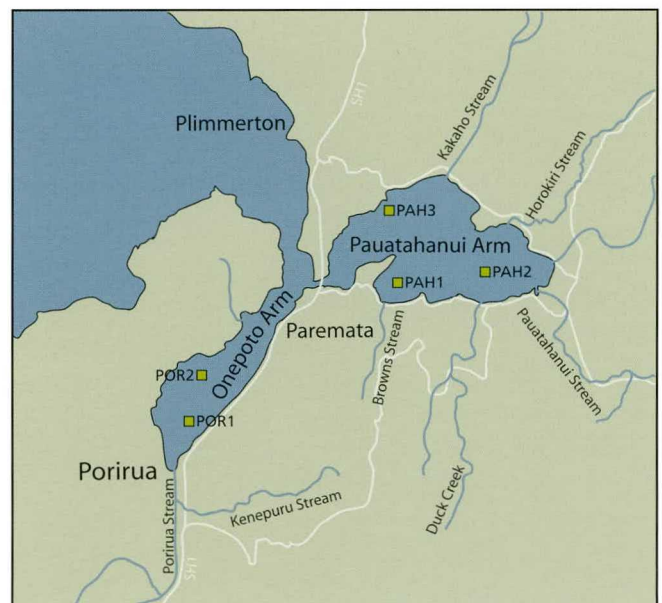 SH1
Plimmerton
Kakaho Stream
Horokiri Stream
PAH3
Pauatahanui Arm
PAH2
PAH1
Onepoto Arm
Paremata
Pauatahanui Stream
Browns Stream
POR2
POR1
Porirua
Kenepuru Stream
Duck Creek
Porirua Stream
SH1